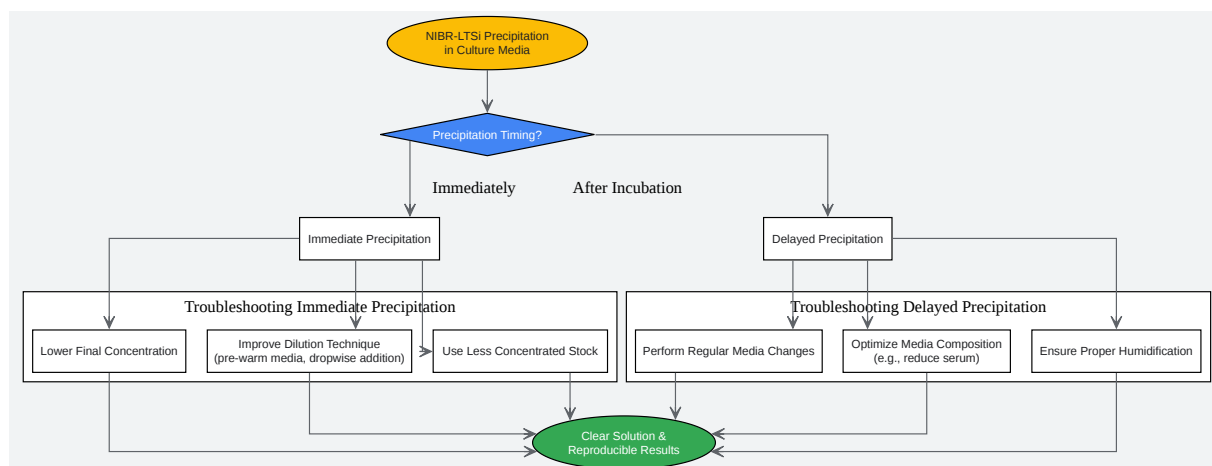 NIBR-LTSi Precipitation
in Culture Media
Precipitation Timing?
Immediately
After Incubation
Immediate Precipitation
Delayed Precipitation
Troubleshooting Immediate Precipitation
Troubleshooting Delayed Precipitation
Lower Final Concentration
Improve Dilution Technique
(pre-warm media, dropwise addition)
Use Less Concentrated Stock
Perform Regular Media Changes
Optimize Media Composition
(e.g., reduce serum)
Ensure Proper Humidification
Clear Solution &
Reproducible Results